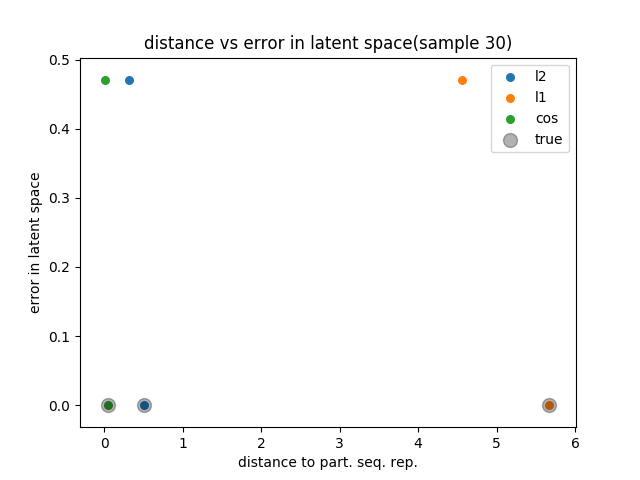 distance vs error in latent space(sample 30)
0.5
0.4
0.3
0.2
0.1
0.0
error in latent space
l2
l1
cos
true
0 1 2 3 4 5 6
distance to part. seq. rep.